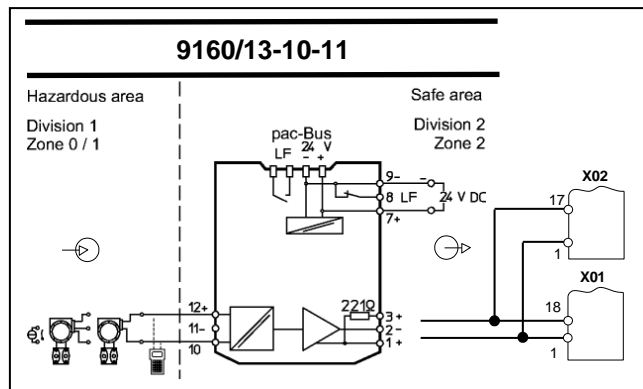 9160/13-10-11
Hazardous area
Safe area
Division 1
Zone 0 / 1
Division 2
Zone 2
pac-Bus
LF 24 V
- +
9- -
8 LF 24 V DC
7+
X02
17
1
X01
18
1
12+
11-
10
221Ω
3 +
2 -
1 +